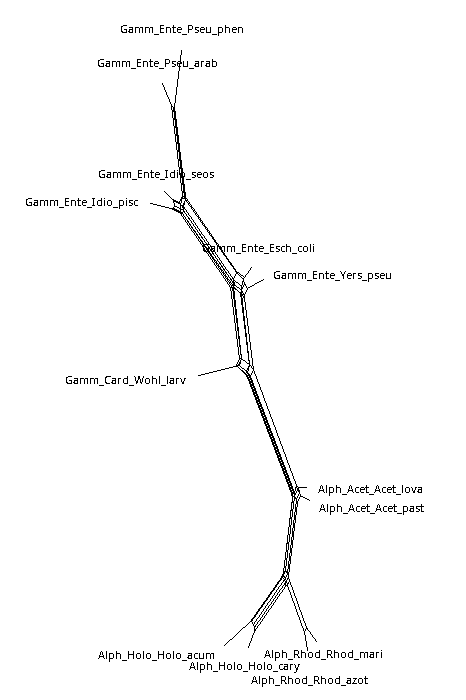 Gamm_Ente_Pseu_phen
Gamm_Ente_Pseu_arab
Gamm_Ente_Idio_seos
Gamm_Ente_Idio_pisc
Gamm_Ente_Esch_coli
Gamm_Ente_Yers_pseu
Gamm_Card_Wohl_larv
Alph_Acet_Acet_lova
Alph_Acet_Acet_past
Alph_Holo_Holo_acum
Alph_Rhod_Rhod_mari
Alph_Holo_Holo_cary
Alph_Rhod_Rhod_azot